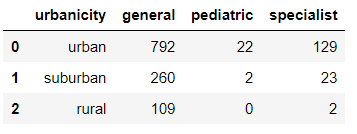 urbanicity general pediatric specialist
0 urban 792 22 129
1 suburban 260 2 23
2 rural 109 0 2